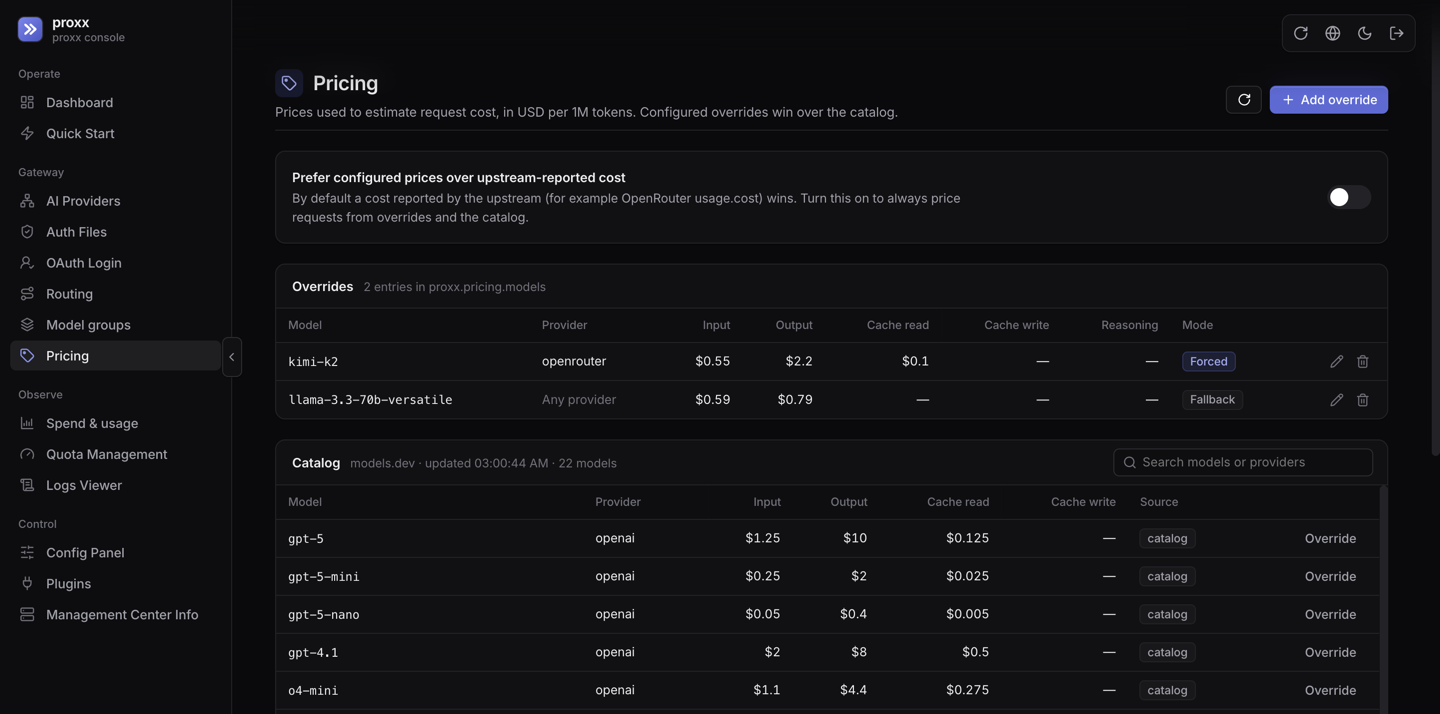 proxx
proxx console
Operate
Dashboard
Quick Start
Gateway
AI Providers
Auth Files
OAuth Login
Routing
Model groups
Pricing
Observe
Spend & usage
Quota Management
Logs Viewer
Control
Config Panel
Plugins
Management Center Info
Pricing
Prices used to estimate request cost, in USD per 1M tokens. Configured overrides win over the catalog.
Add override
Prefer configured prices over upstream-reported cost
By default a cost reported by the upstream (for example OpenRouter usage.cost) wins. Turn this on to always price
requests from overrides and the catalog.
Overrides 2 entries in proxx.pricing.models
Model Provider Input Output Cache read Cache write Reasoning Mode
kimi-k2 openrouter $0.55 $2.2 $0.1 — — Forced
llama-3.3-70b-versatile Any provider $0.59 $0.79 — — — Fallback
Catalog models.dev · updated 03:00:44 AM · 22 models Search models or providers
Model Provider Input Output Cache read Cache write Source
gpt-5 openai $1.25 $10 $0.125 — catalog Override
gpt-5-mini openai $0.25 $2 $0.025 — catalog Override
gpt-5-nano openai $0.05 $0.4 $0.005 — catalog Override
gpt-4.1 openai $2 $8 $0.5 — catalog Override
o4-mini openai $1.1 $4.4 $0.275 — catalog Override